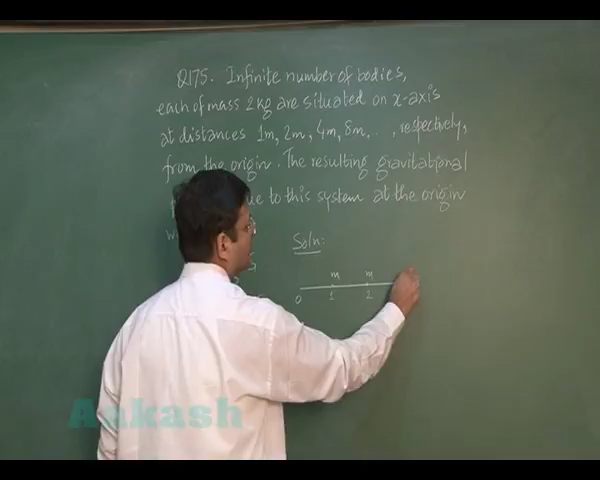 Q175. Infinite number of bodies,
each of mass 2 kg are situated on x-axis
at distances 1m, 2m, 4m, 8m, .. , respectively,
from the origin. The resulting gravitational
due to this system at the origin
Soln:
m m
0 1 2
Aakash